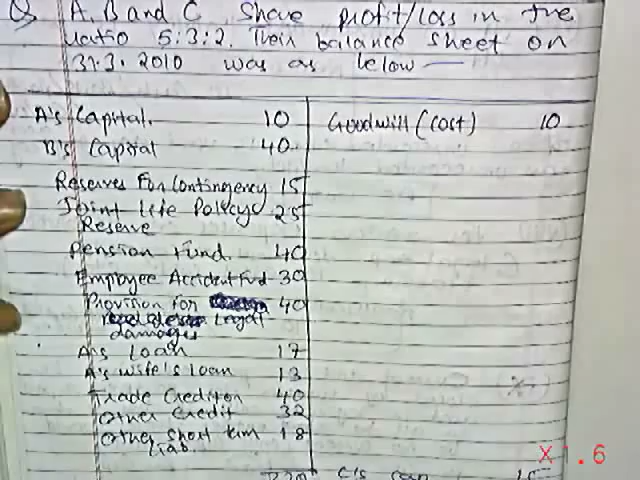 Q A, B and C share profit/loss in the
ratio 5:3:2. Their balance sheet on
31.3.2010 was as below —
A's Capital. 10 Goodwill (Cost) 10
B's Capital 40
Reserves For Contingency 15
Joint Life Policy 25
Reserve
Pension Fund. 40
Employee Accident Fund 30
Provision for 40
Legal
damages
A's Loan 17
A's Wife's Loan 13
Trade Creditor 40
Other Credit 32
Other Short term 18
liab.
C's 15
X1.6